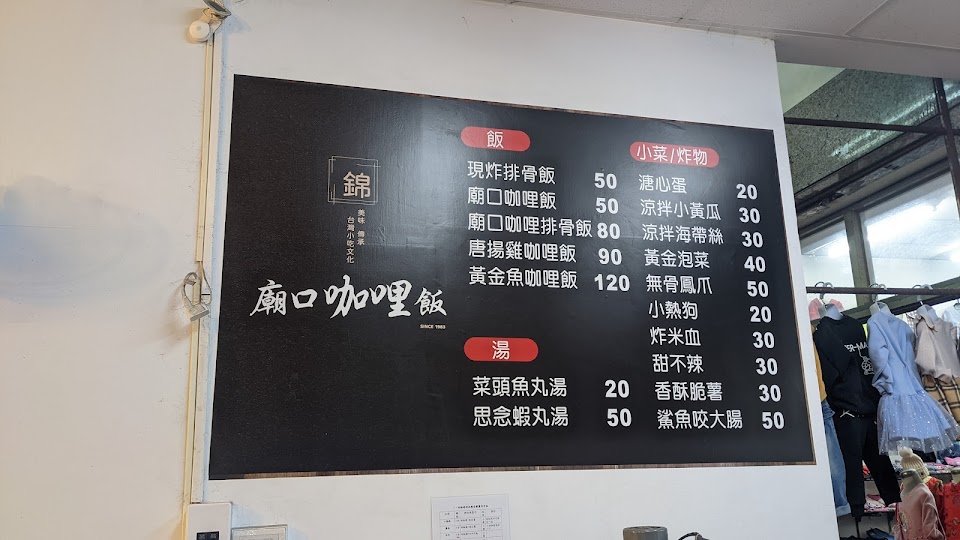 錦
美味 傳承
台灣小吃文化
廟口咖哩飯
SINCE 1983
飯
現炸排骨飯 50
廟口咖哩飯 50
廟口咖哩排骨飯 80
唐揚雞咖哩飯 90
黃金魚咖哩飯 120
湯
菜頭魚丸湯 20
思念蝦丸湯 50
小菜/炸物
溏心蛋 20
涼拌小黃瓜 30
涼拌海帶絲 30
黃金泡菜 40
無骨鳳爪 50
小熱狗 20
炸米血 30
甜不辣 30
香酥脆薯 30
鯊魚咬大腸 50